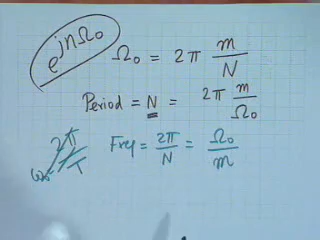 e^{jnΩ₀} Ω₀ = 2π m/N
Period = N = 2π m/Ω₀
Freq = 2π/N = Ω₀/m
2π/T